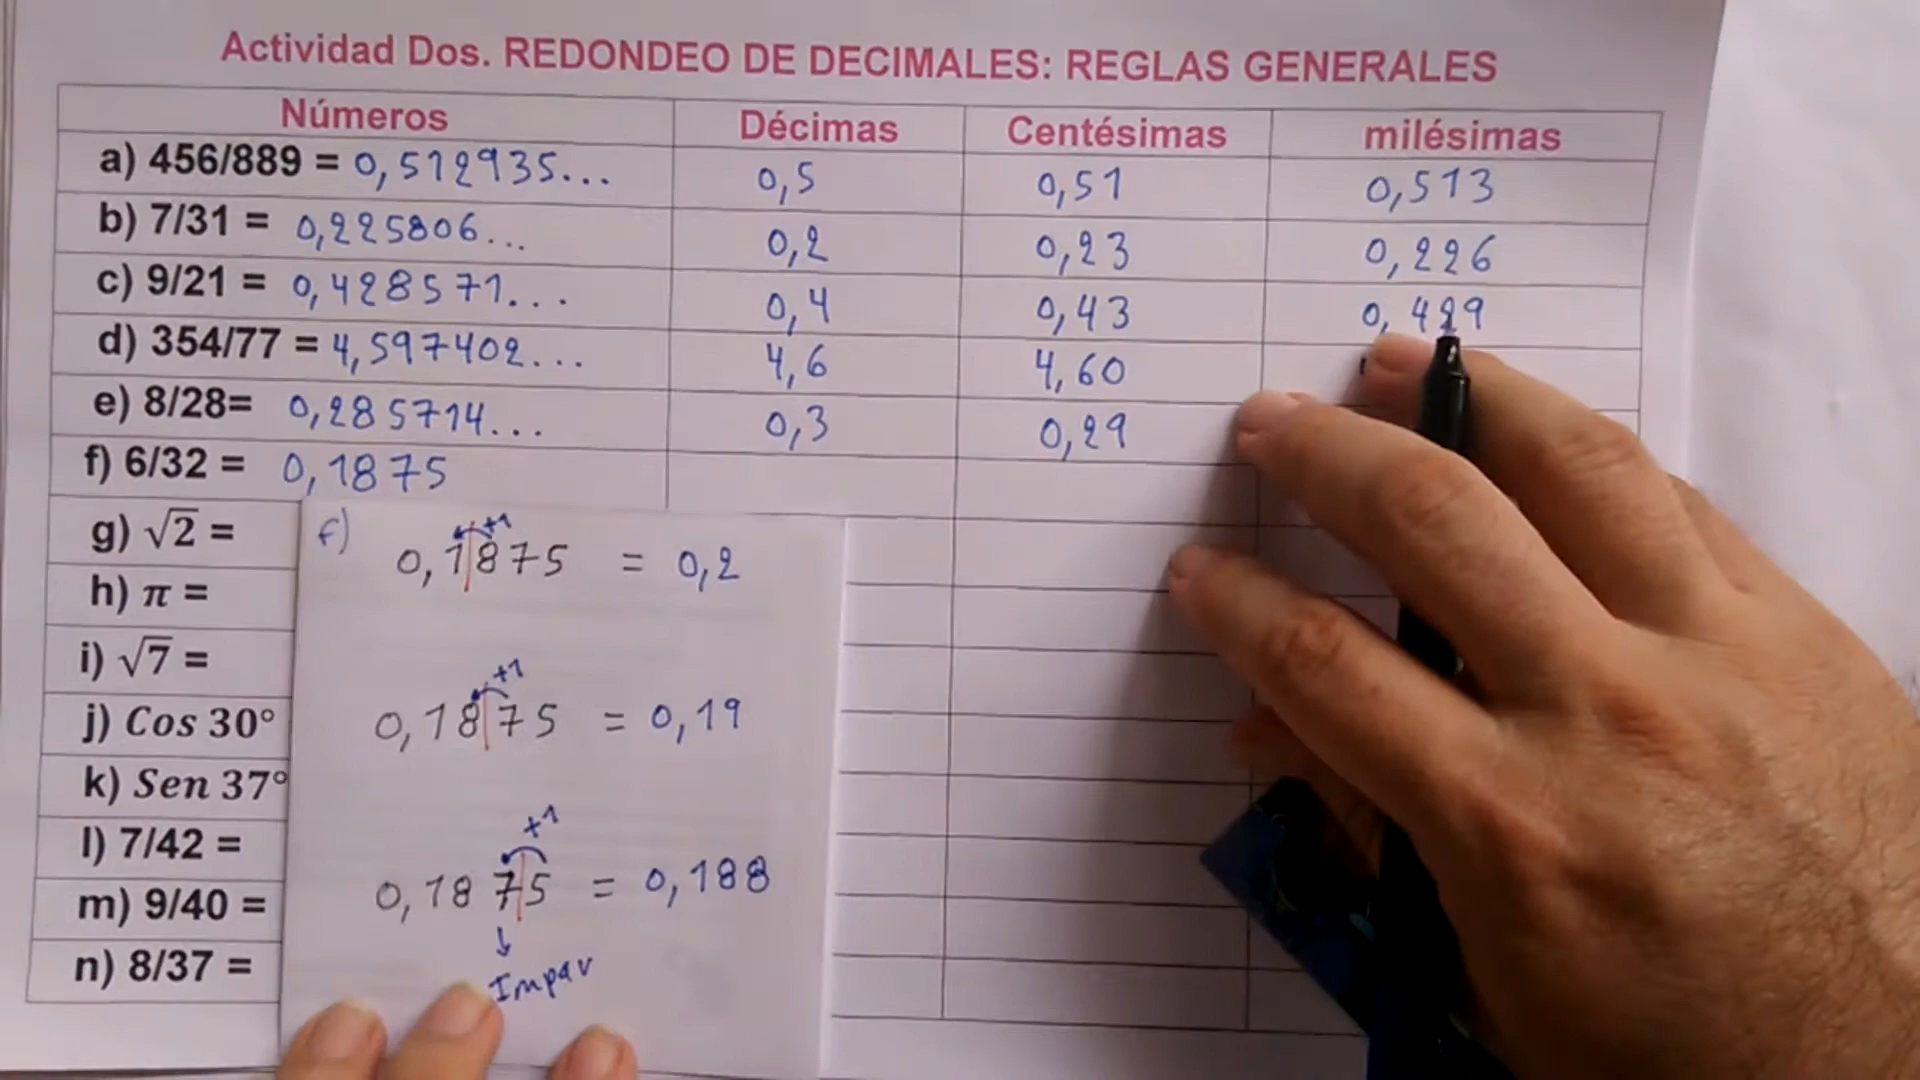 Actividad Dos. REDONDEO DE DECIMALES: REGLAS GENERALES
Números Décimas Centésimas milésimas
a) 456/889 = 0,512935... 0,5 0,51 0,513
b) 7/31 = 0,225806... 0,2 0,23 0,226
c) 9/21 = 0,428571... 0,4 0,43 0,429
d) 354/77 = 4,597402... 4,6 4,60
e) 8/28= 0,285714... 0,3 0,29
f) 6/32 = 0,1875
g) √2 =
h) π =
i) √7 =
j) Cos 30°
k) Sen 37°
l) 7/42 =
m) 9/40 =
n) 8/37 =
f)
+1
0,1875 = 0,2
+1
0,1875 = 0,19
+1
0,1875 = 0,188
Impar